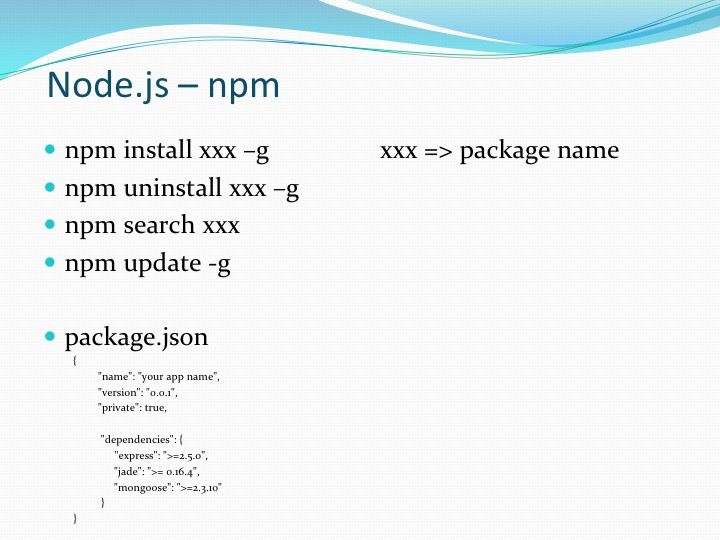 Node.js – npm
npm install xxx –g xxx => package name
npm uninstall xxx –g
npm search xxx
npm update -g
package.json
{
"name": "your app name",
"version": "0.0.1",
"private": true,
"dependencies": {
"express": ">=2.5.0",
"jade": ">= 0.16.4",
"mongoose": ">=2.3.10"
}
}